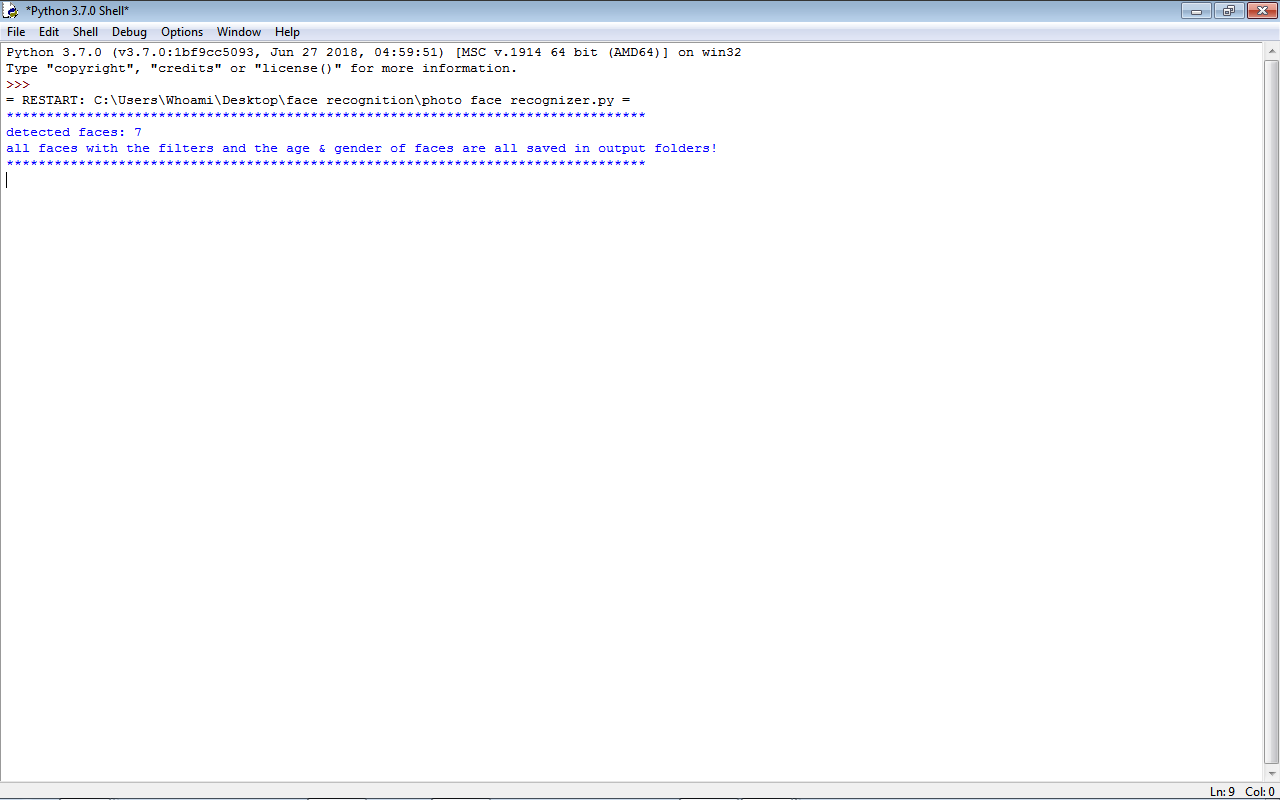 *Python 3.7.0 Shell*
File Edit Shell Debug Options Window Help
Python 3.7.0 (v3.7.0:1bf9cc5093, Jun 27 2018, 04:59:51) [MSC v.1914 64 bit (AMD64)] on win32
Type "copyright", "credits" or "license()" for more information.
>>>
= RESTART: C:\Users\Whoami\Desktop\face recognition\photo face recognizer.py =
********************************************************************************
detected faces: 7
all faces with the filters and the age & gender of faces are all saved in output folders!
********************************************************************************
Ln: 9 Col: 0